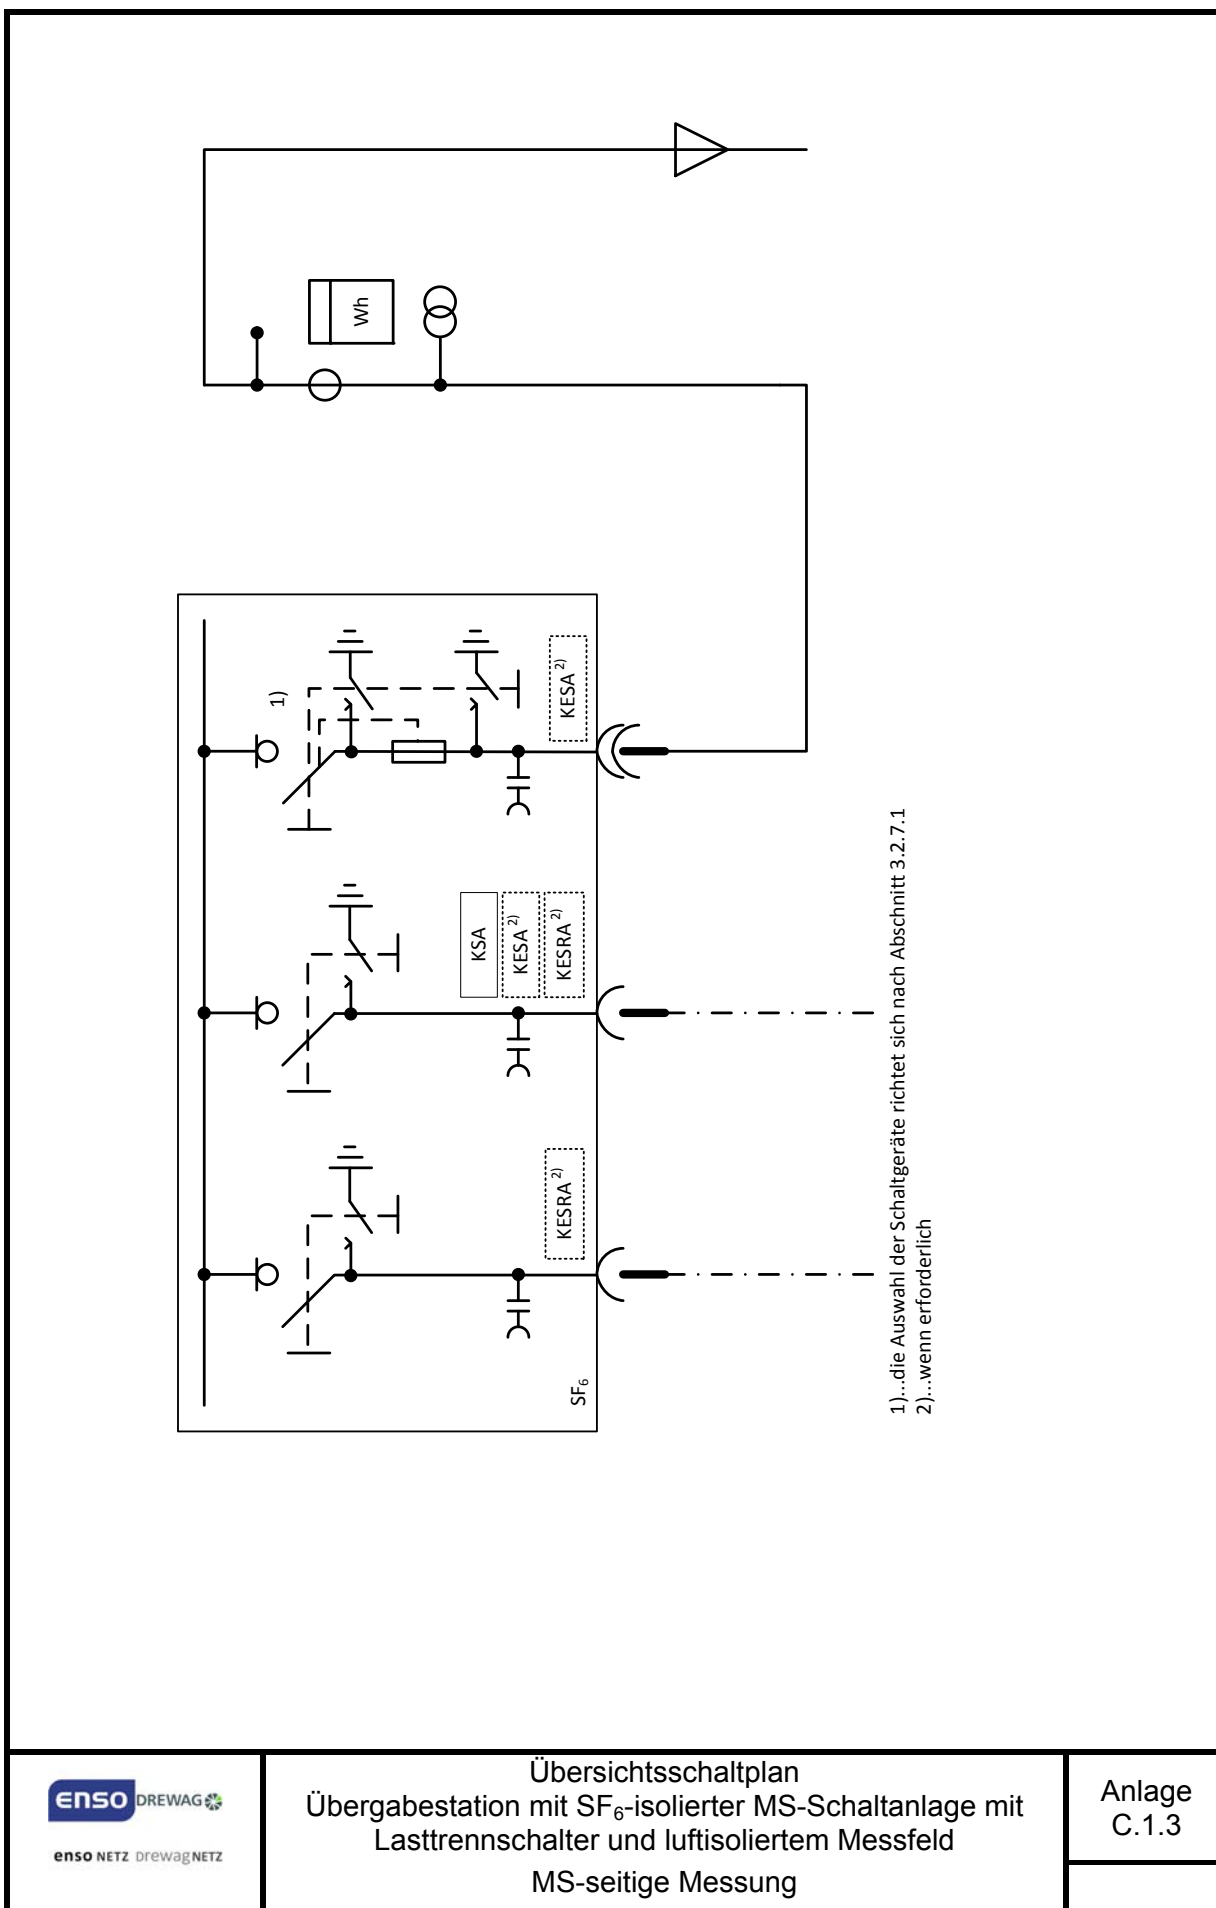 Wh
1)
KESA 2)
KSA
KESA 2)
KESRA 2)
KESRA 2)
SF6
1)...die Auswahl der Schaltgeräte richtet sich nach Abschnitt 3.2.7.1
2)...wenn erforderlich
enso DREWAG
enso NETZ DrewagNETZ
Übersichtsschaltplan
Übergabestation mit SF6-isolierter MS-Schaltanlage mit
Lasttrennschalter und luftisoliertem Messfeld
MS-seitige Messung
Anlage
C.1.3